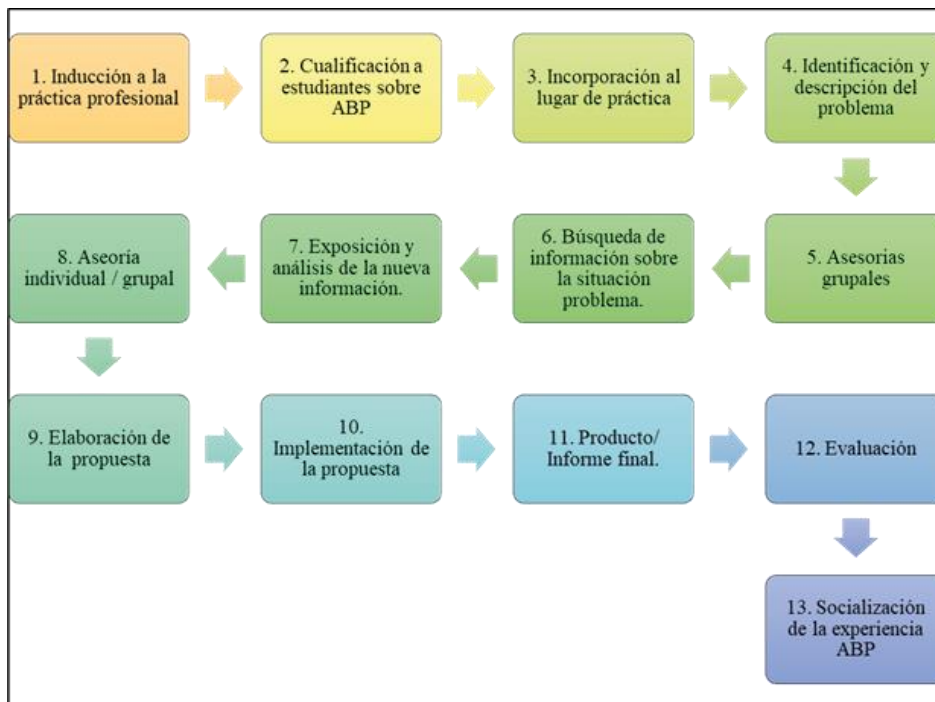 1. Inducción a la
práctica profesional
2. Cualificación a
estudiantes sobre
ABP
3. Incorporación al
lugar de práctica
4. Identificación y
descripción del
problema
5. Asesorias
grupales
6. Búsqueda de
información sobre
la situación
problema.
7. Exposición y
análisis de la nueva
información.
8. Aseoría
individual / grupal
9. Elaboración de
la propuesta
10.
Implementación de
la propuesta
11. Producto/
Informe final.
12. Evaluación
13. Socialización
de la experiencia
ABP